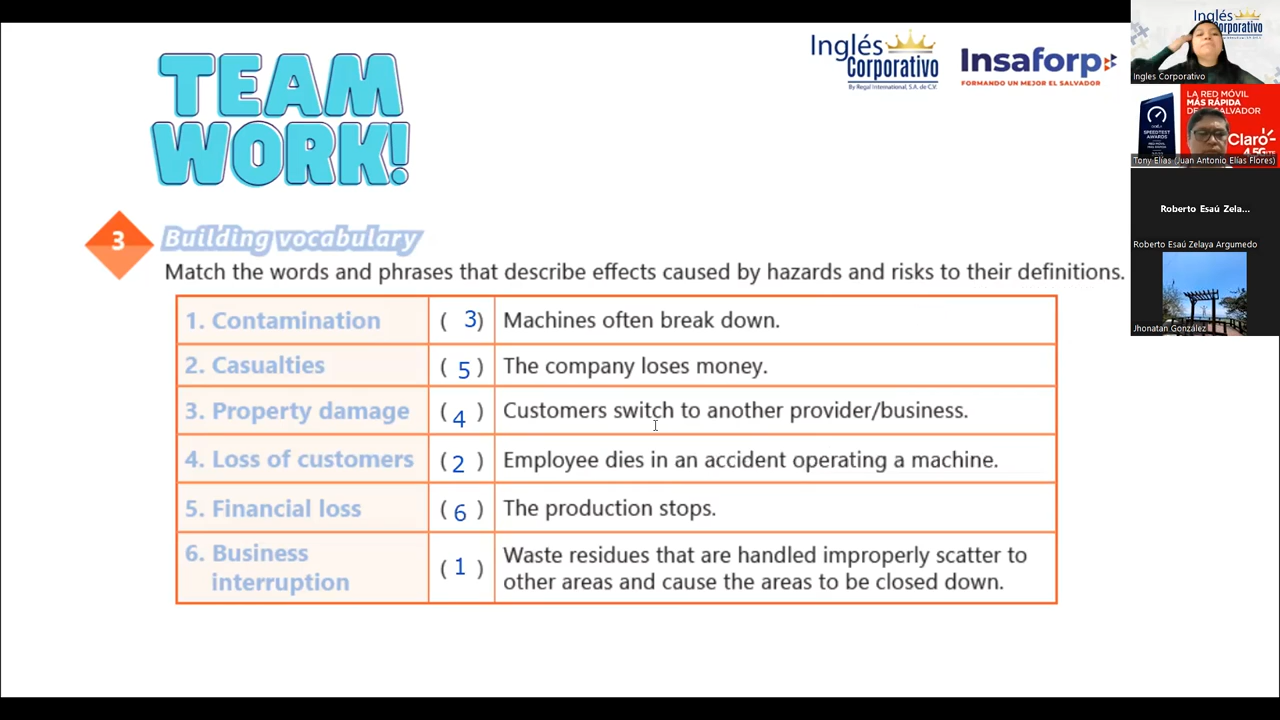 TEAM
WORK!
Inglés
Corporativo
By Regal International, S.A. de C.V.
Insaforp
FORMANDO UN MEJOR EL SALVADOR
3 Building vocabulary
Match the words and phrases that describe effects caused by hazards and risks to their definitions.
1. Contamination ( 3 ) Machines often break down.
2. Casualties ( 5 ) The company loses money.
3. Property damage ( 4 ) Customers switch to another provider/business.
4. Loss of customers ( 2 ) Employee dies in an accident operating a machine.
5. Financial loss ( 6 ) The production stops.
6. Business
interruption ( 1 ) Waste residues that are handled improperly scatter to
other areas and cause the areas to be closed down.
Inglés
Corporativo
Ingles Corporativo
LA RED MÓVIL
MÁS RÁPIDA
SPEEDTEST
AWARDS
Claro
4.5G
Tony Elías (Juan Antonio Elías Flores)
Roberto Esaú Zela...
Roberto Esaú Zelaya Argumedo
Jhonatan González